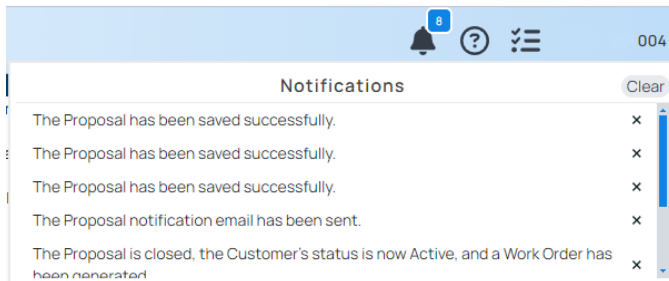 8
004
Notifications
Clear
The Proposal has been saved successfully.
The Proposal has been saved successfully.
The Proposal has been saved successfully.
The Proposal notification email has been sent.
The Proposal is closed, the Customer's status is now Active, and a Work Order has
been generated